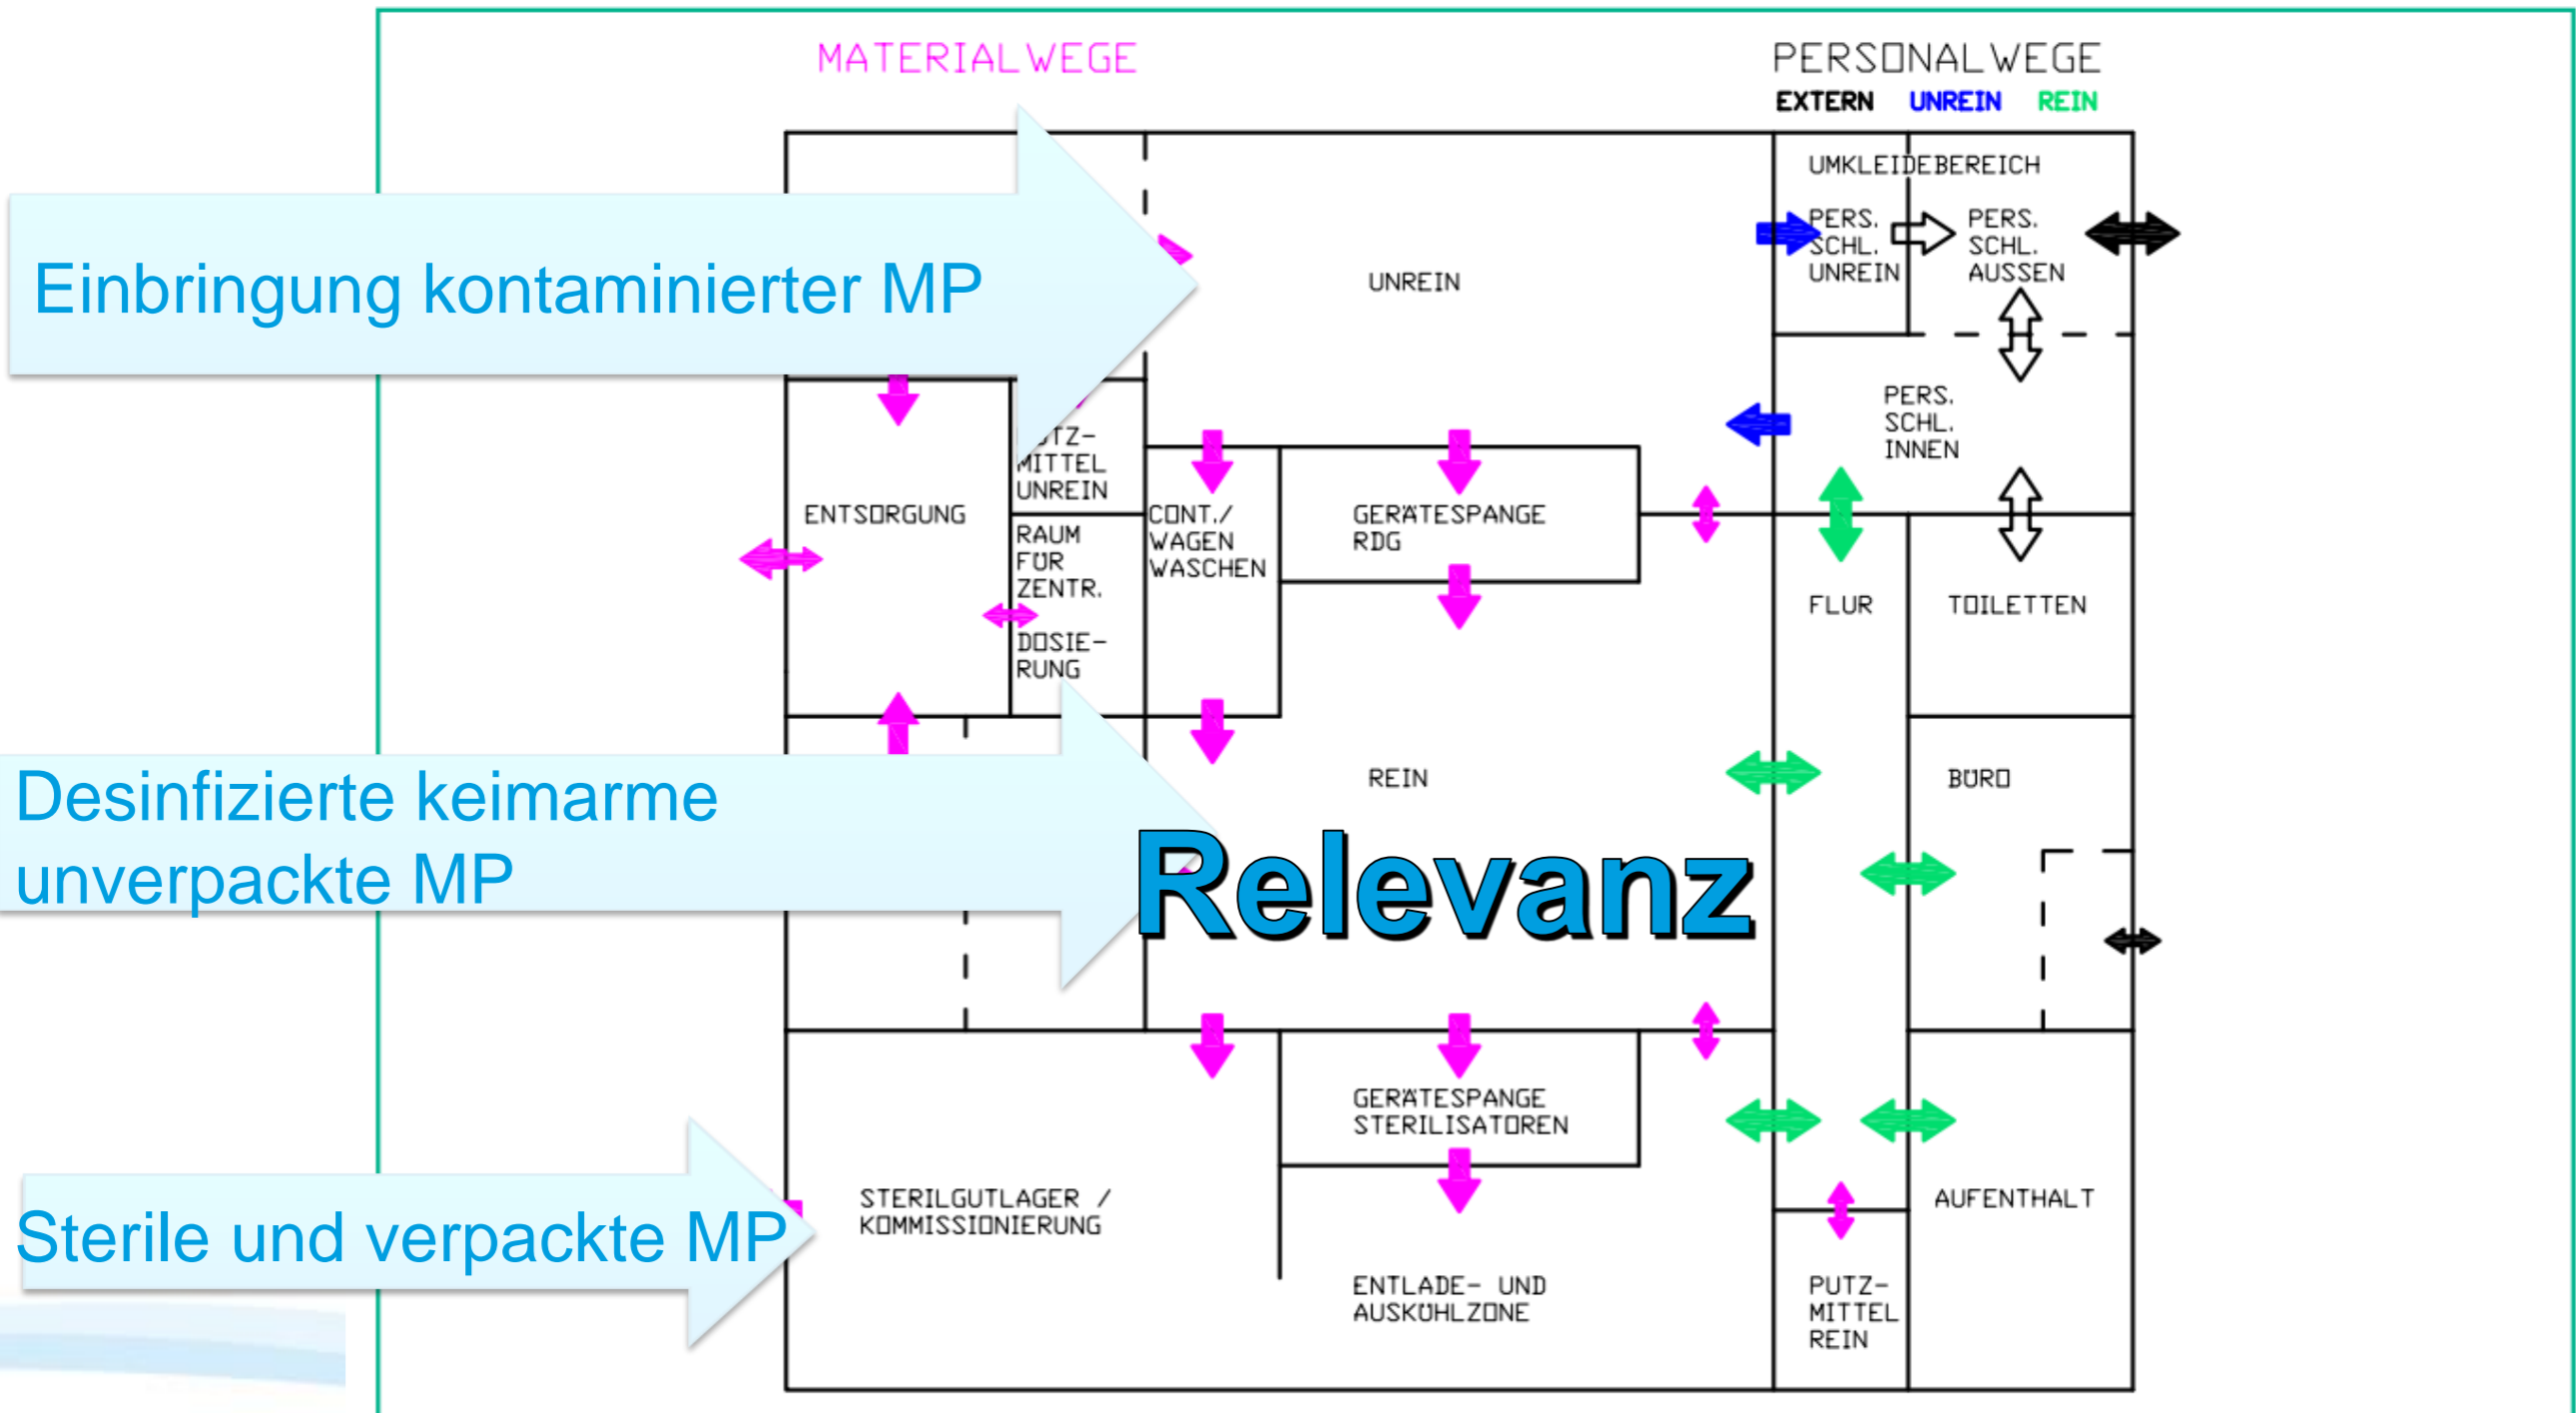 MATERIALWEGE
PERSONALWEGE
EXTERN UNREIN REIN
UMKLEIDEBEREICH
PERS.
SCHL.
UNREIN
PERS.
SCHL.
AUSSEN
Einbringung kontaminierter MP
UNREIN
PERS.
SCHL.
INNEN
MITTEL
UNREIN
ENTSORGUNG
RAUM
FÜR
ZENTR.
DOSIE-
RUNG
CONT./
WAGEN
WASCHEN
GERÄTESPANGE
RDG
FLUR
TOILETTEN
Desinfizierte keimarme
unverpackte MP
REIN
BÜRO
Relevanz
GERÄTESPANGE
STERILISATOREN
Sterile und verpackte MP
STERILGUTLAGER /
KOMMISSIONIERUNG
AUFENTHALT
ENTLADE- UND
AUSKÜHLZONE
PUTZ-
MITTEL
REIN